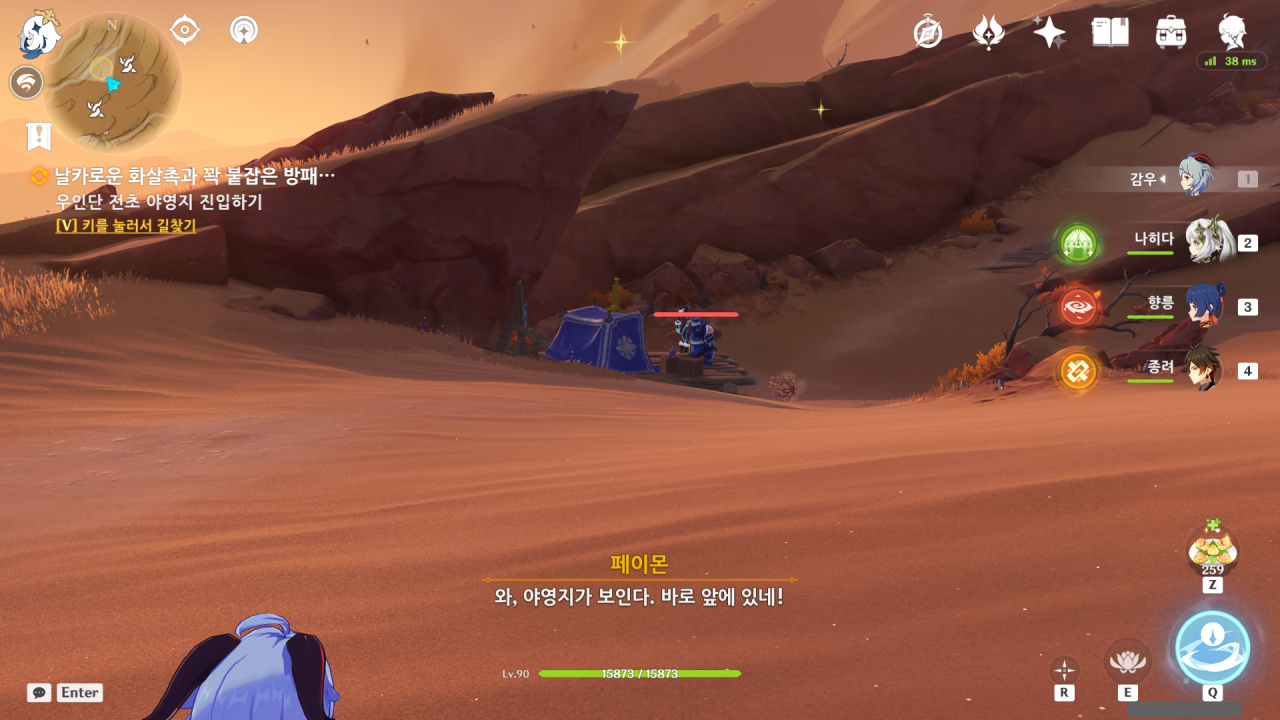 N
38 ms
날카로운 화살촉과 꽉 붙잡은 방패…
우인단 전초 야영지 진입하기
[V] 키를 눌러서 길찾기
감우
1
나히다
2
향릉
3
종려
4
페이몬
와, 야영지가 보인다. 바로 앞에 있네!
259
Z
Lv.90
15873 / 15873
Enter
R
E
Q